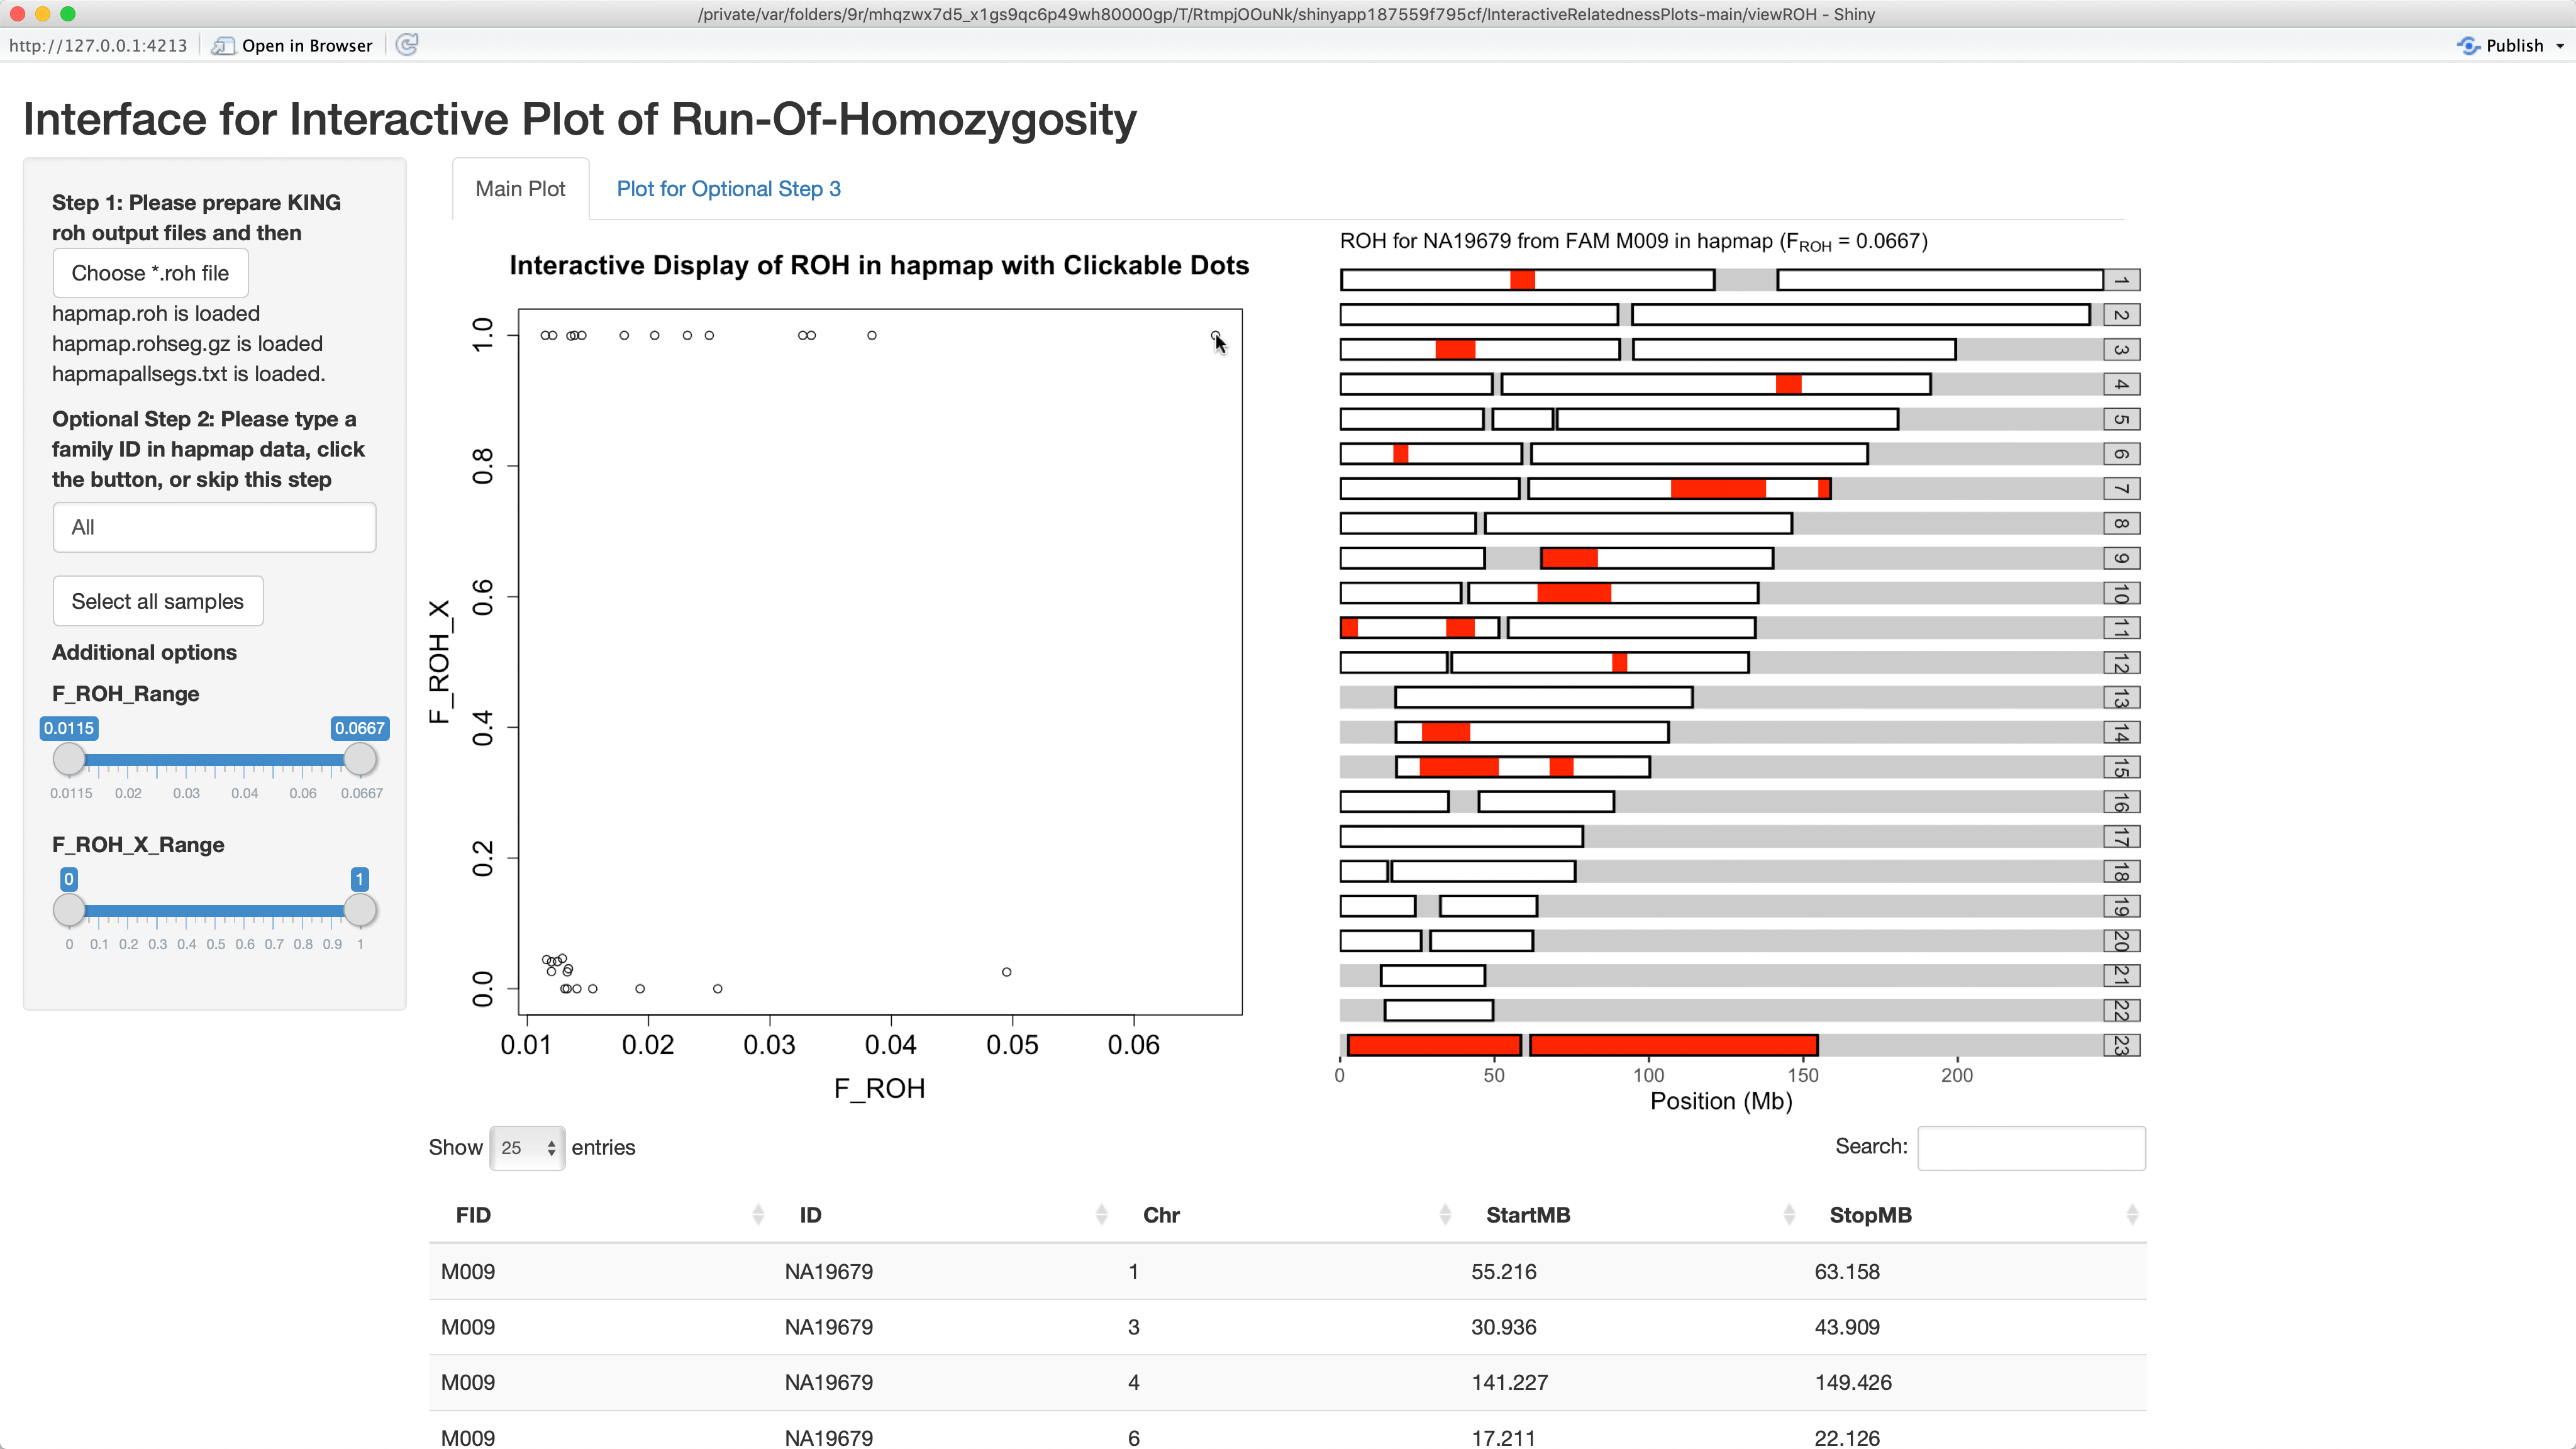 /private/var/folders/9r/mhqzwx7d5_x1gs9qc6p49wh80000gp/T/RtmpjOOuNk/shinyapp187559f795cf/InteractiveRelatednessPlots-main/viewROH - Shiny
http://127.0.0.1:4213
Open in Browser
Publish
Interface for Interactive Plot of Run-Of-Homozygosity
Step 1: Please prepare KING
roh output files and then
Choose *.roh file
hapmap.roh is loaded
hapmap.rohseg.gz is loaded
hapmapallsegs.txt is loaded.
Optional Step 2: Please type a
family ID in hapmap data, click
the button, or skip this step
All
Select all samples
Additional options
F_ROH_Range
0.0115 0.0667
0.0115 0.02 0.03 0.04 0.06 0.0667
F_ROH_X_Range
0 1
0 0.1 0.2 0.3 0.4 0.5 0.6 0.7 0.8 0.9 1
Main Plot
Plot for Optional Step 3
Interactive Display of ROH in hapmap with Clickable Dots
F_ROH_X
1.0
0.8
0.6
0.4
0.2
0.0
0.01 0.02 0.03 0.04 0.05 0.06
F_ROH
ROH for NA19679 from FAM M009 in hapmap (FROH = 0.0667)
1
2
3
4
5
6
7
8
9
10
11
12
13
14
15
16
17
18
19
20
21
22
23
0 50 100 150 200
Position (Mb)
Show 25 entries
Search:
FID ID Chr StartMB StopMB
M009 NA19679 1 55.216 63.158
M009 NA19679 3 30.936 43.909
M009 NA19679 4 141.227 149.426
M009 NA19679 6 17.211 22.126